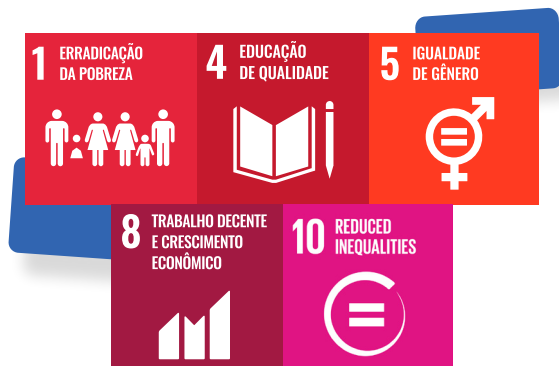 1 ERRADICAÇÃO
DA POBREZA
4 EDUCAÇÃO
DE QUALIDADE
5 IGUALDADE
DE GÊNERO
8 TRABALHO DECENTE
E CRESCIMENTO
ECONÔMICO
10 REDUCED
INEQUALITIES